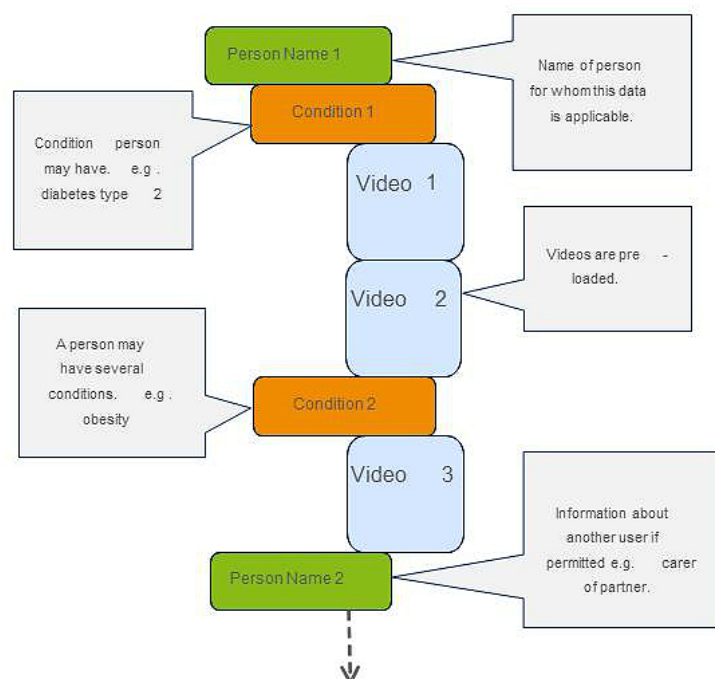 Person Name 1
Name of person
for whom this data
is applicable.
Condition 1
Condition person
may have. e.g .
diabetes type 2
Video 1
Videos are pre -
loaded.
Video 2
A person may
have several
conditions. e.g .
obesity
Condition 2
Video 3
Information about
another user if
permitted e.g. carer
of partner.
Person Name 2